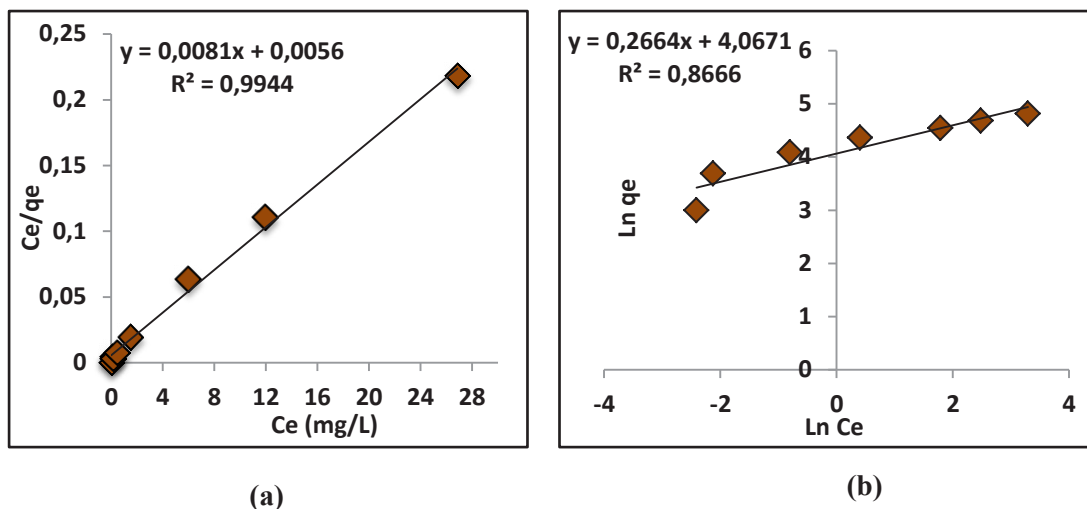 y = 0,0081x + 0,0056
R² = 0,9944
0,25
0,2
0,15
0,1
0,05
0
Ce/qe
0 4 8 12 16 20 24 28
Ce (mg/L)
(a)
y = 0,2664x + 4,0671
R² = 0,8666
6
5
4
3
2
1
0
Ln qe
-4 -2 0 2 4
Ln Ce
(b)